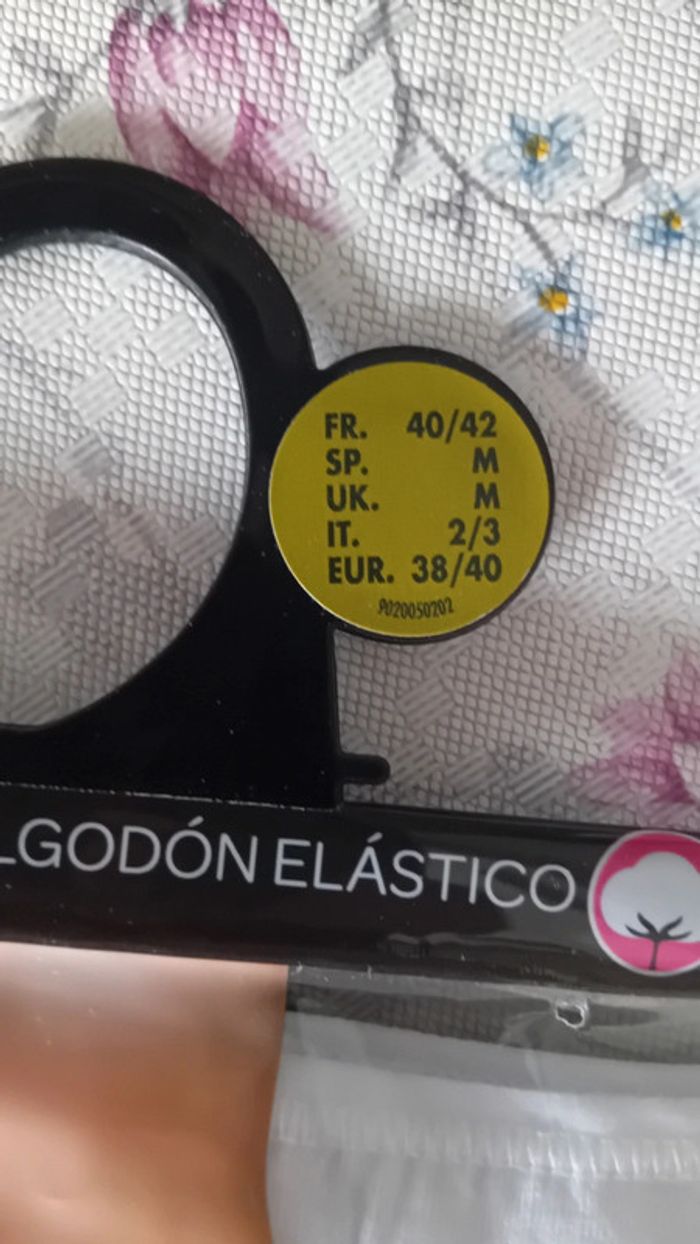 FR. 40/42
SP. M
UK. M
IT. 2/3
EUR. 38/40
9020050202
LGODÓN ELÁSTICO